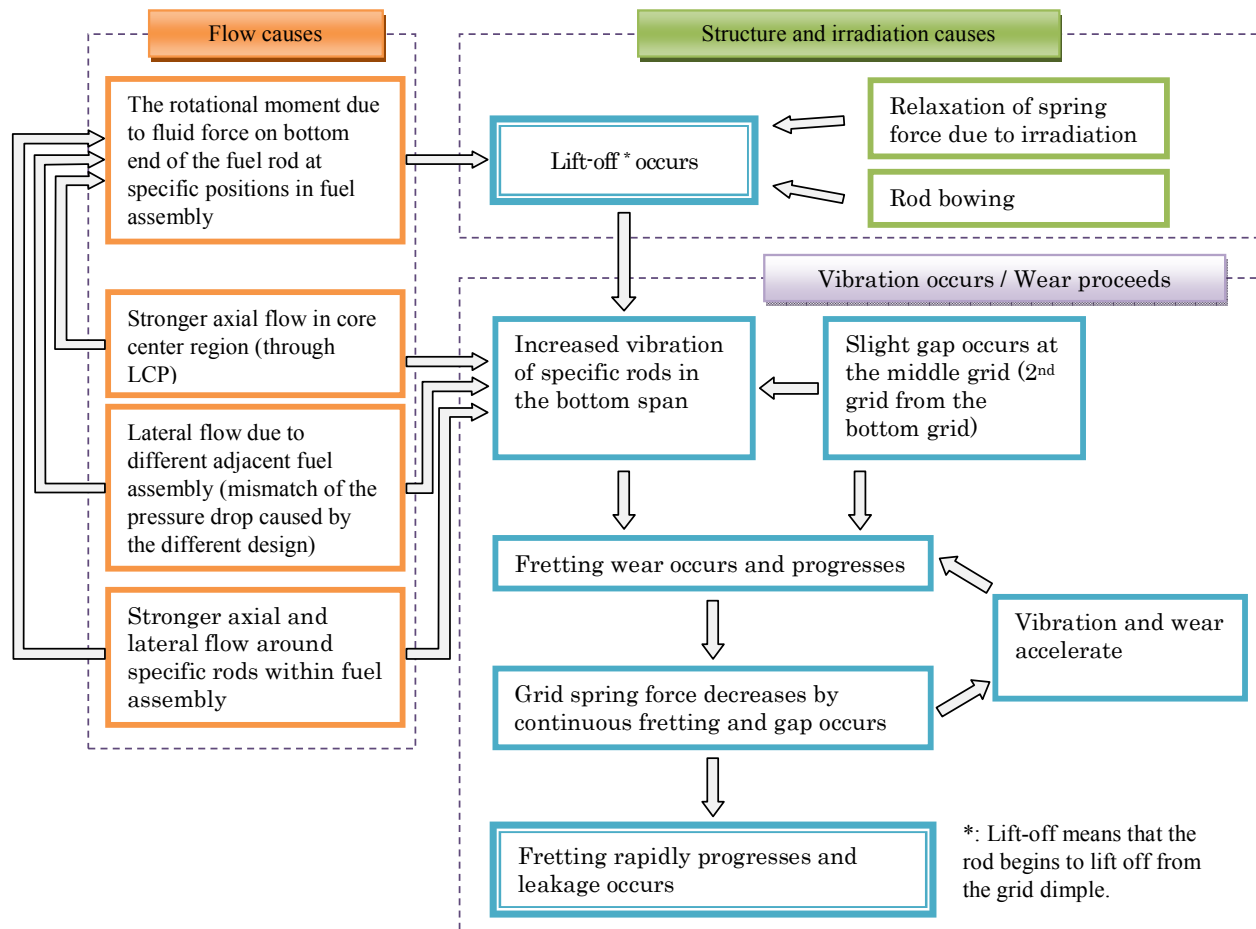 Flow causes
Structure and irradiation causes
The rotational moment due
to fluid force on bottom
end of the fuel rod at
specific positions in fuel
assembly
Lift-off * occurs
Relaxation of spring
force due to irradiation
Rod bowing
Vibration occurs / Wear proceeds
Stronger axial flow in core
center region (through
LCP)
Increased vibration
of specific rods in
the bottom span
Slight gap occurs at
the middle grid (2nd
grid from the
bottom grid)
Lateral flow due to
different adjacent fuel
assembly (mismatch of the
pressure drop caused by
the different design)
Fretting wear occurs and progresses
Stronger axial and
lateral flow around
specific rods within fuel
assembly
Vibration and wear
accelerate
Grid spring force decreases by
continuous fretting and gap occurs
Fretting rapidly progresses and
leakage occurs
*: Lift-off means that the
rod begins to lift off from
the grid dimple.